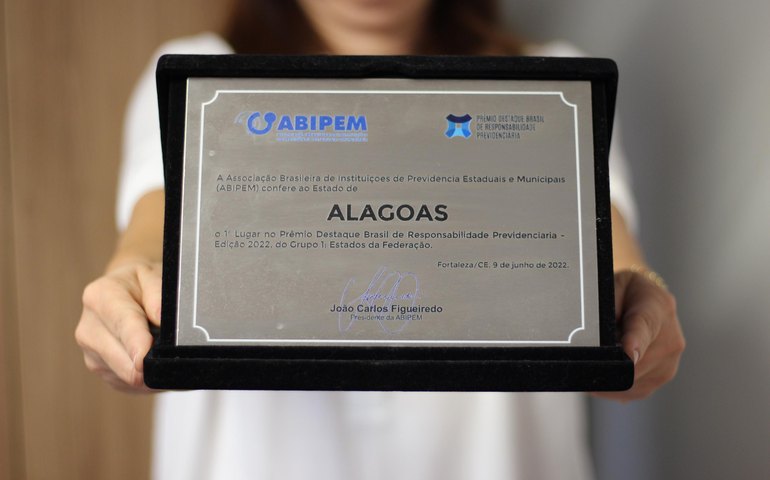 ABIPEM
PRÊMIO DESTAQUE BRASIL
DE RESPONSABILIDADE
PREVIDENCIÁRIA
A Associação Brasileira de Instituições de Previdência Estaduais e Municipais
(ABIPEM) confere ao Estado de
ALAGOAS
o 1º Lugar no Prêmio Destaque Brasil de Responsabilidade Previdenciaria -
Edição 2022, do Grupo 1: Estados da Federação.
Fortaleza/CE, 9 de junho de 2022.
João Carlos Figueiredo
Presidente da ABIPEM